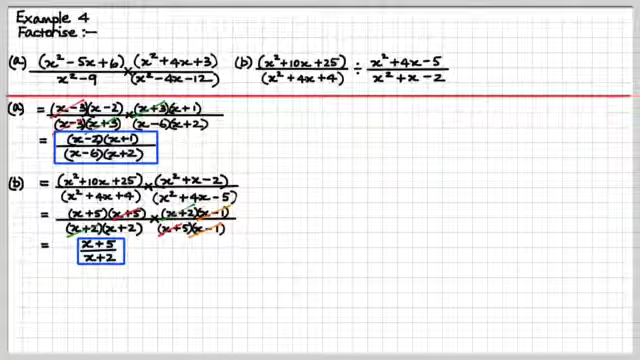 Example 4
Factorise :-
(a) (x² - 5x + 6)/(x² - 9) × (x² + 4x + 3)/(x² - 4x - 12) (b) (x² + 10x + 25)/(x² + 4x + 4) ÷ (x² + 4x - 5)/(x² + x - 2)
(a) = (x - 3)(x - 2)/(x - 3)(x + 3) × (x + 3)(x + 1)/(x - 6)(x + 2)
= (x - 2)(x + 1)/(x - 6)(x + 2)
(b) = (x² + 10x + 25)/(x² + 4x + 4) × (x² + x - 2)/(x² + 4x - 5)
= (x + 5)(x + 5)/(x + 2)(x + 2) × (x + 2)(x - 1)/(x + 5)(x - 1)
= x + 5/x + 2